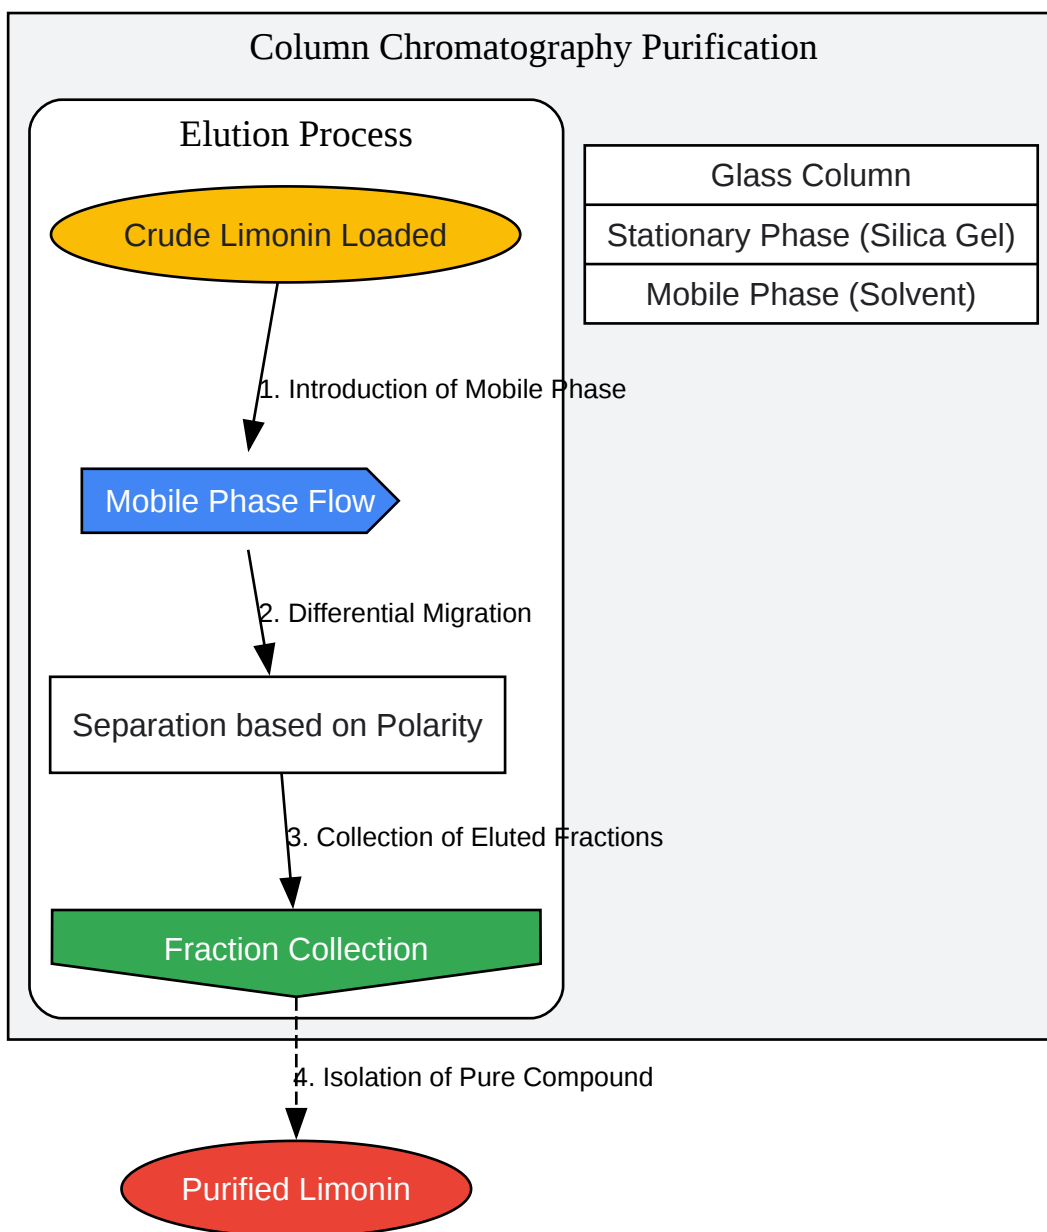 Column Chromatography Purification
Elution Process
Crude Limonin Loaded
Glass Column
Stationary Phase (Silica Gel)
Mobile Phase (Solvent)
1. Introduction of Mobile Phase
Mobile Phase Flow
2. Differential Migration
Separation based on Polarity
3. Collection of Eluted Fractions
Fraction Collection
4. Isolation of Pure Compound
Purified Limonin